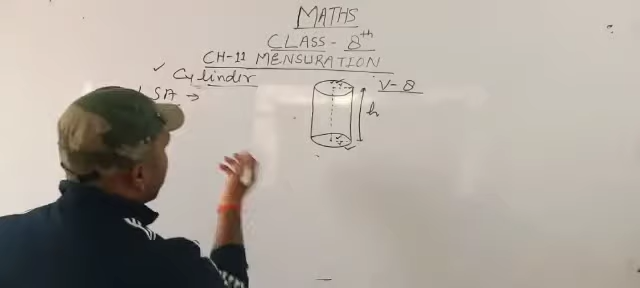 MATHS
CLASS - 8th
CH-11 MENSURATION
✓ Cylinder
V-8
LSA →
h
r